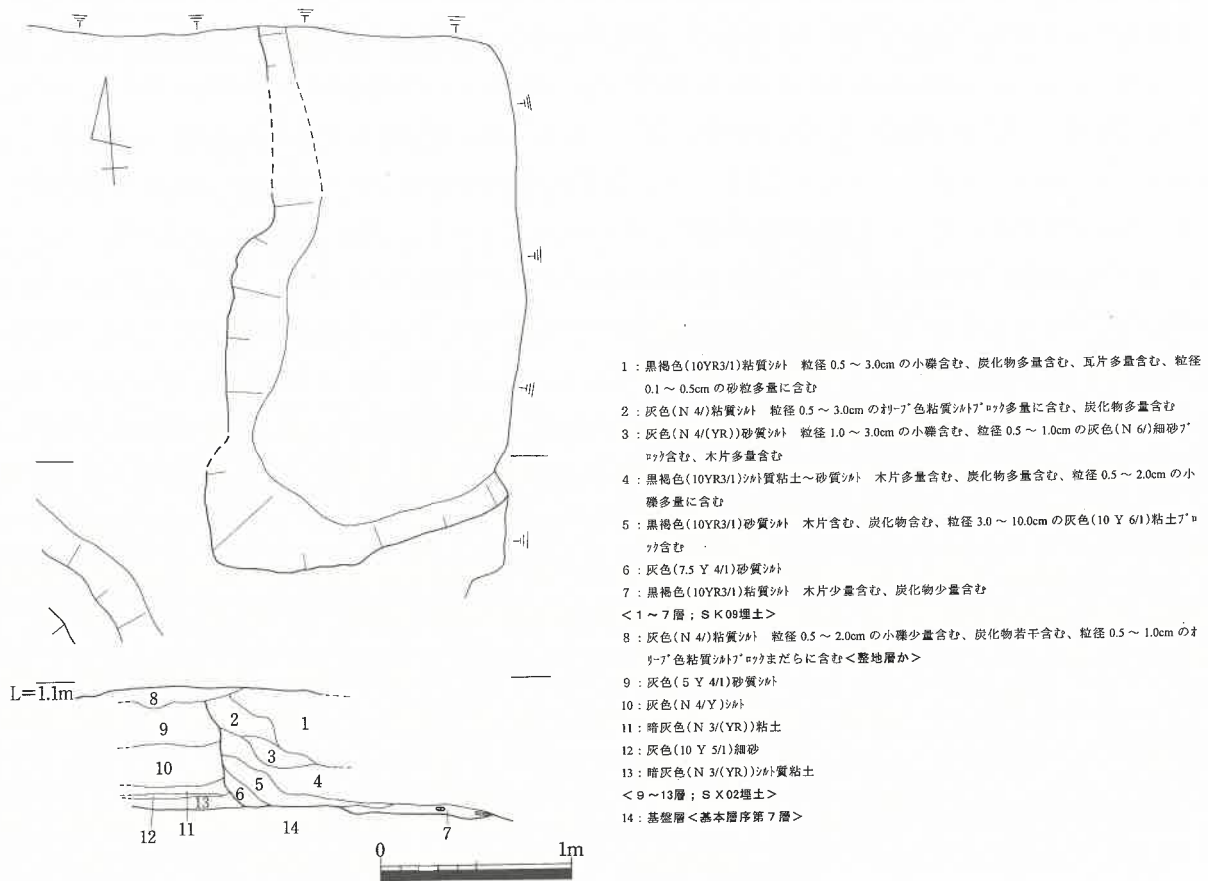 1：黒褐色(10YR3/1)粘質ｼﾙﾄ　粒径 0.5 ～ 3.0cm の小礫含む、炭化物多量含む、瓦片多量含む、粒径
0.1 ～ 0.5cm の砂粒多量に含む
2：灰色(N 4/)粘質ｼﾙﾄ　粒径 0.5 ～ 3.0cm のｵﾘｰﾌﾞ色粘質ｼﾙﾄﾌﾞﾛｯｸ多量に含む、炭化物多量含む
3：灰色(N 4/(YR))砂質ｼﾙﾄ　粒径 1.0 ～ 3.0cm の小礫含む、粒径 0.5 ～ 1.0cm の灰色(N 6/)細砂ﾌﾞ
ﾛｯｸ含む、木片多量含む
4：黒褐色(10YR3/1)ｼﾙﾄ質粘土～砂質ｼﾙﾄ　木片多量含む、炭化物多量含む、粒径 0.5 ～ 2.0cm の小
礫多量に含む
5：黒褐色(10YR3/1)砂質ｼﾙﾄ　木片含む、炭化物含む、粒径 3.0 ～ 10.0cm の灰色(10 Y 6/1)粘土ﾌﾞﾛ
ｯｸ含む
6：灰色(7.5 Y 4/1)砂質ｼﾙﾄ
7：黒褐色(10YR3/1)粘質ｼﾙﾄ　木片少量含む、炭化物少量含む
＜1～7層；ＳＫ09埋土＞
8：灰色(N 4/)粘質ｼﾙﾄ　粒径 0.5 ～ 2.0cm の小礫少量含む、炭化物若干含む、粒径 0.5 ～ 1.0cm のｵ
ﾘｰﾌﾞ色粘質ｼﾙﾄﾌﾞﾛｯｸまだらに含む＜整地層か＞
9：灰色(5 Y 4/1)砂質ｼﾙﾄ
10：灰色(N 4/Y)ｼﾙﾄ
11：暗灰色(N 3/(YR))粘土
12：灰色(10 Y 5/1)細砂
13：暗灰色(N 3/(YR))ｼﾙﾄ質粘土
＜9～13層；ＳＸ02埋土＞
14：基盤層＜基本層序第７層＞
L=1.1m
8
2
1
9
3
10
5
4
6
13
14
12
11
7
0
1m